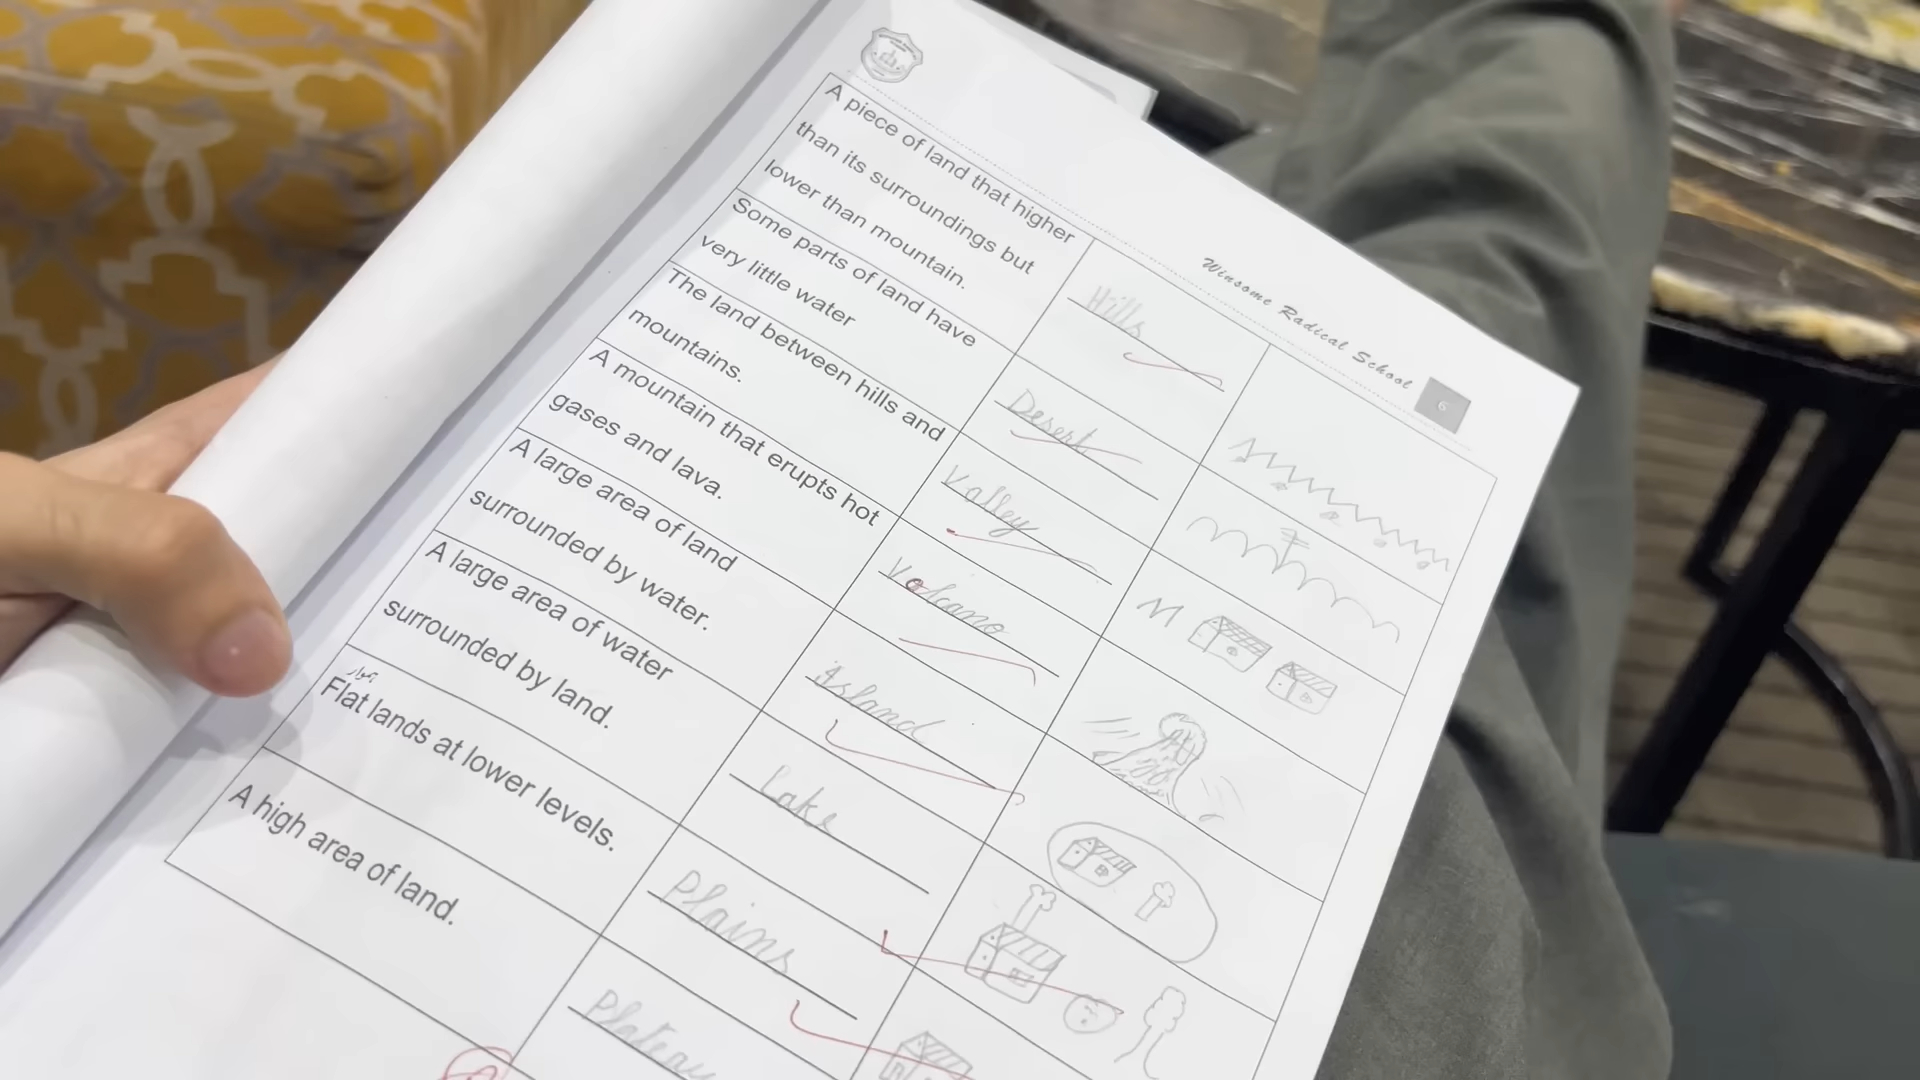 Winsome Radical School
6
A piece of land that higher
than its surroundings but
lower than mountain.
Hills
Some parts of land have
very little water
Desert
The land between hills and
mountains.
Valley
A mountain that erupts hot
gases and lava.
Volcano
A large area of land
surrounded by water.
island
A large area of water
surrounded by land.
Lake
ہموار
Flat lands at lower levels.
Plains
A high area of land.
Plateau